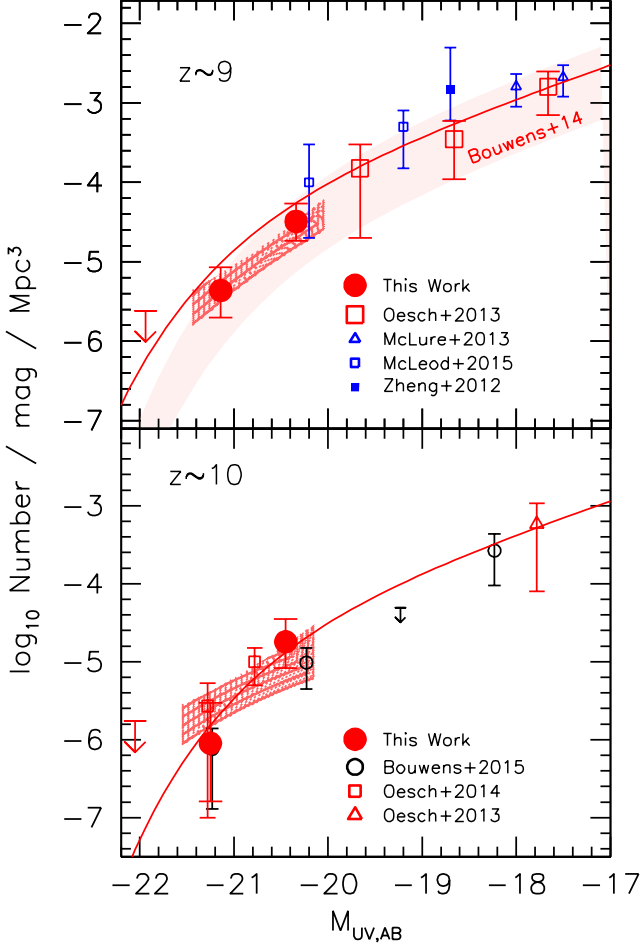 −2
z~9
−3
Bouwens+14
−4
−5
This Work
Oesch+2013
McLure+2013
McLeod+2015
Zheng+2012
−6
−7
log10 Number / mag / Mpc³
z~10
−3
−4
−5
−6
This Work
Bouwens+2015
Oesch+2014
Oesch+2013
−7
−22 −21 −20 −19 −18 −17
M_UV,AB